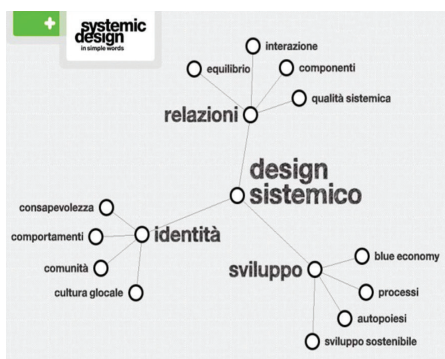 +
systemic
design
in simple words
interazione
equilibrio
componenti
qualità sistemica
relazioni
design
sistemico
consapevolezza
comportamenti
identità
comunità
cultura glocale
sviluppo
blue economy
processi
autopoiesi
sviluppo sostenibile